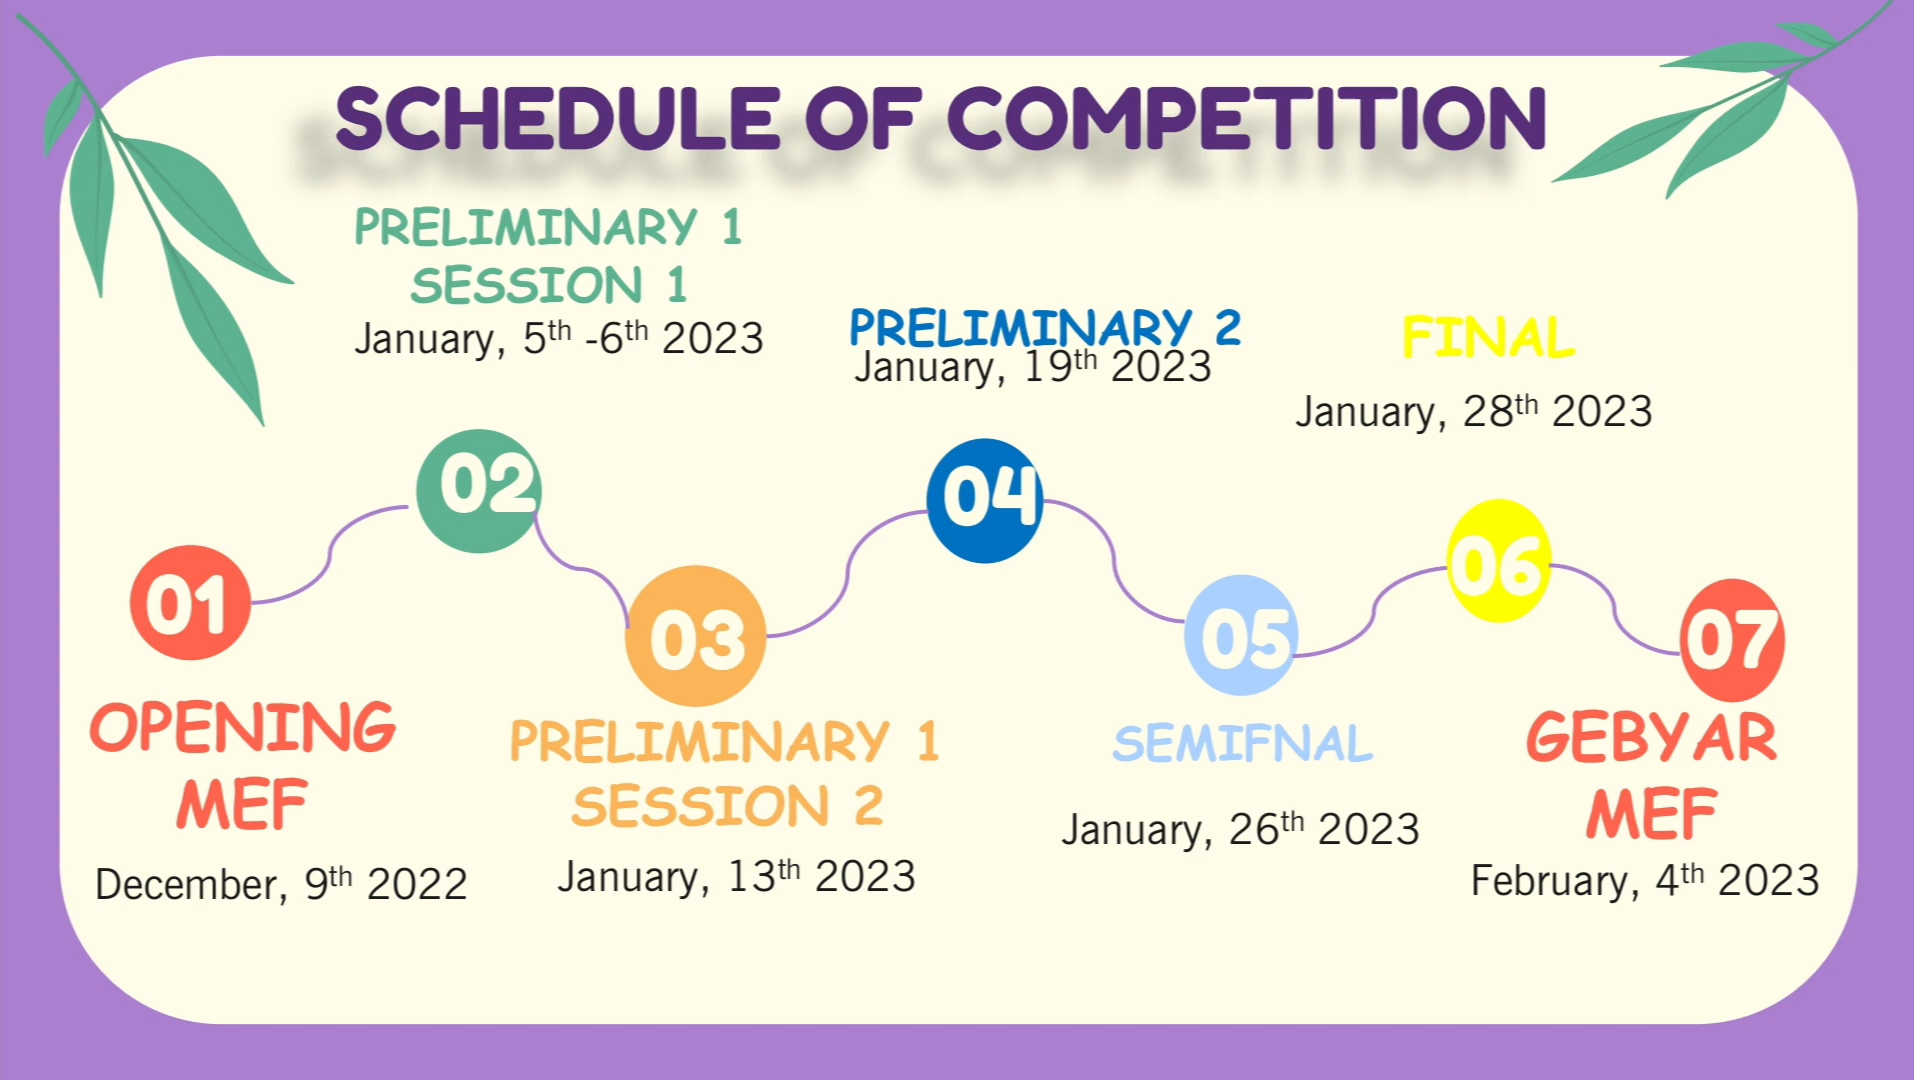 SCHEDULE OF COMPETITION
PRELIMINARY 1
SESSION 1
January, 5th -6th 2023
PRELIMINARY 2
January, 19th 2023
FINAL
January, 28th 2023
01
02
03
04
05
06
07
OPENING
MEF
December, 9th 2022
PRELIMINARY 1
SESSION 2
January, 13th 2023
SEMIFNAL
January, 26th 2023
GEBYAR
MEF
February, 4th 2023